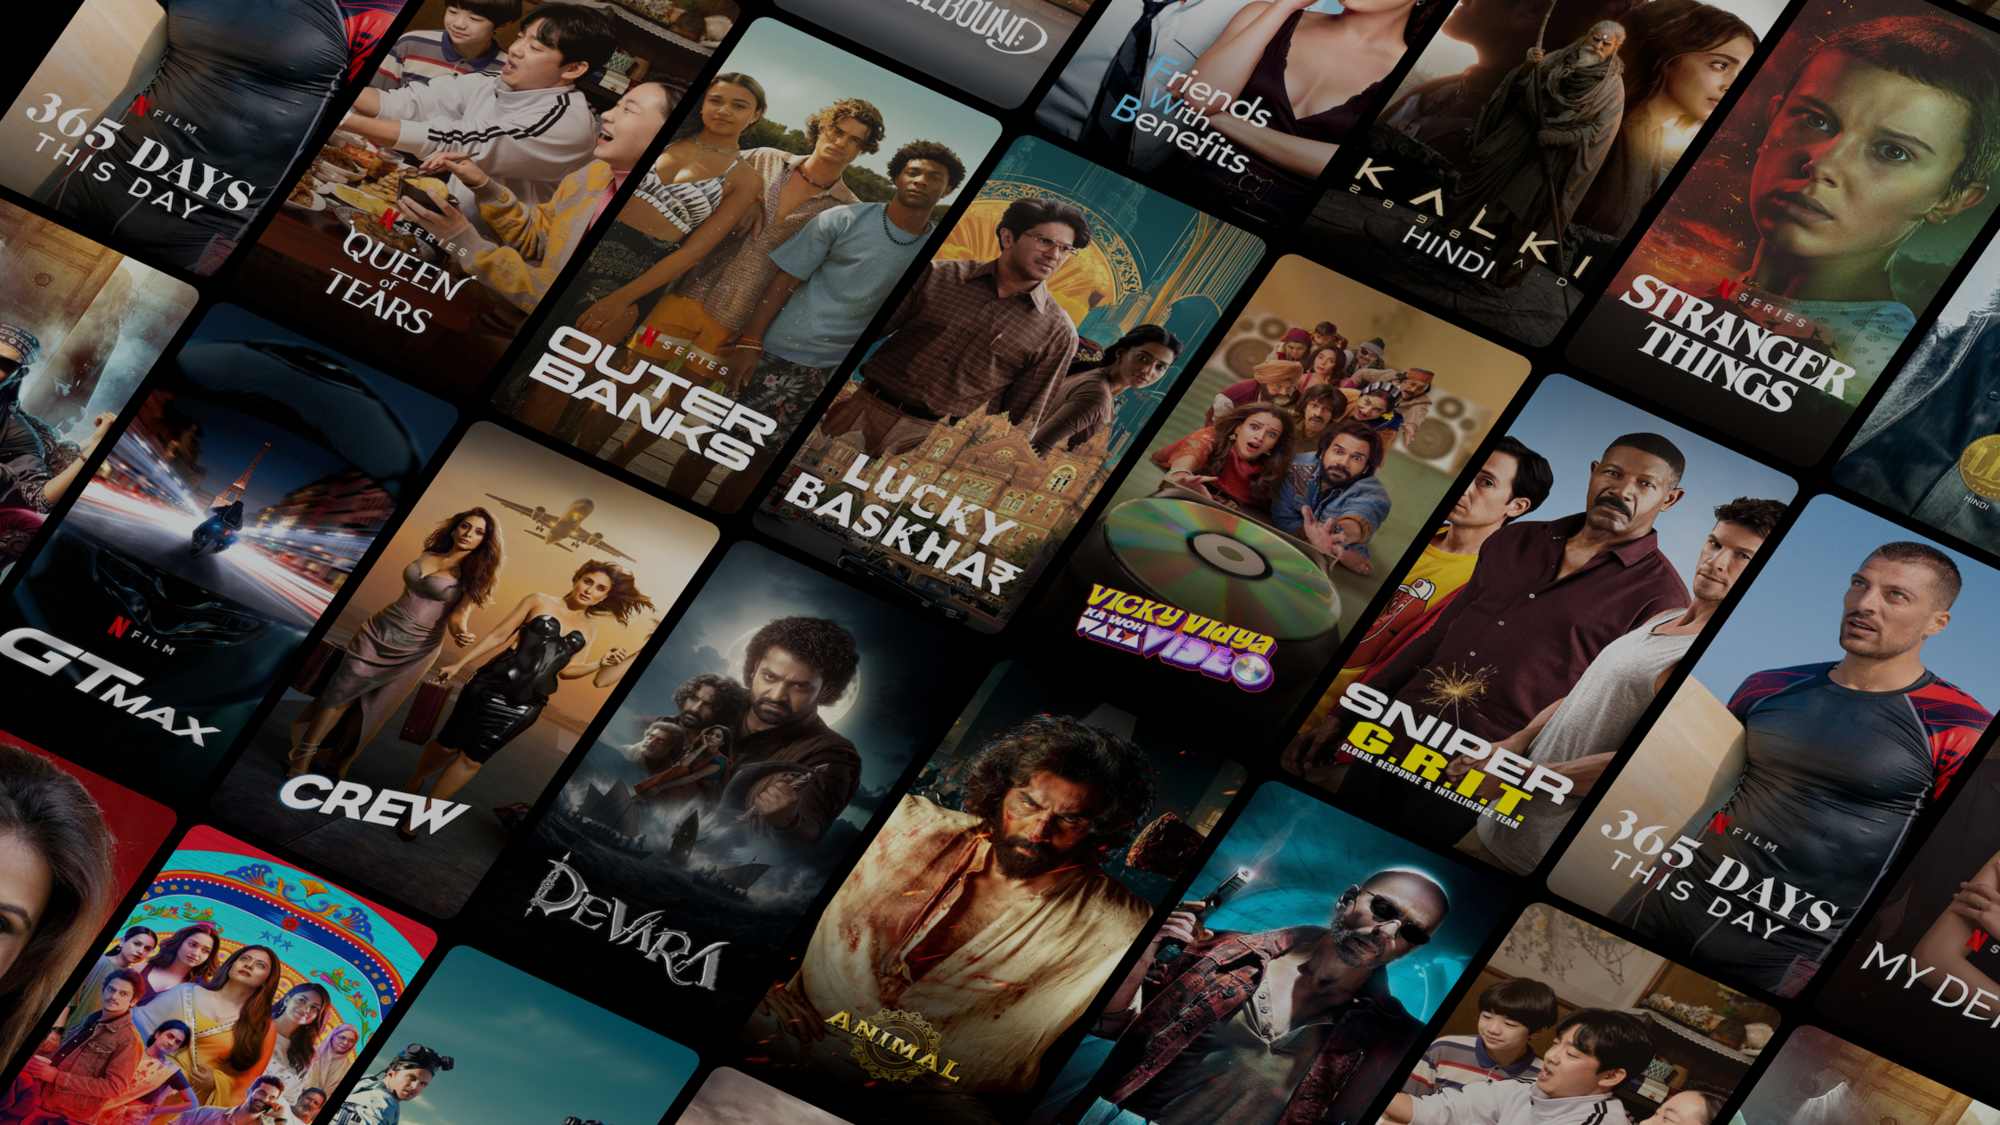 N FILM
365 DAYS
THIS DAY
N SERIES
QUEEN
of
TEARS
N SERIES
OUTER
BANKS
Friends
With
Benefits
KALKI
2898-AD
HINDI
N SERIES
STRANGER
THINGS
HINDI
LUCKY
BASKHA₹
N FILM
GTMAX
CREW
VICKY VIDYA
KA WOH
WALA VIDEO
SNIPER
G.R.I.T.
GLOBAL RESPONSE & INTELLIGENCE TEAM
N FILM
365 DAYS
THIS DAY
DEVARA
ANIMAL
N S
MY DE